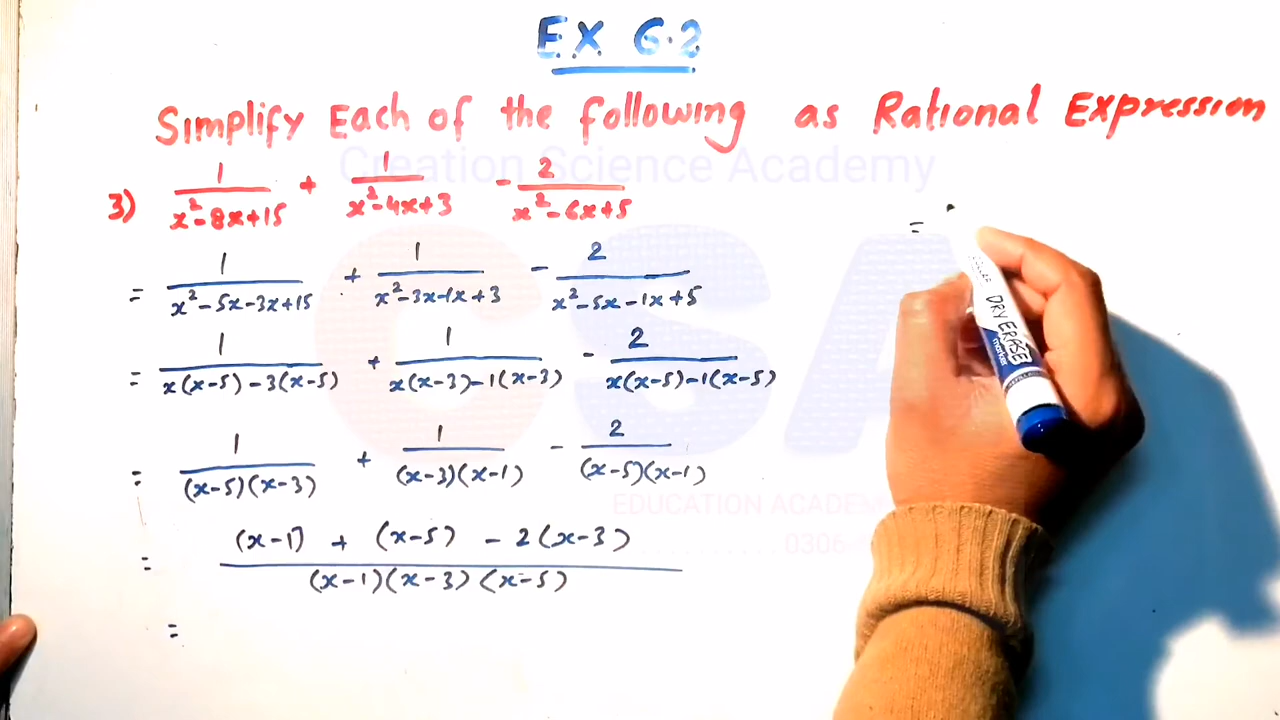 EX 6.2
Simplify Each of the following as Rational Expression
Creation Science Academy
3) 1/(x²-8x+15) + 1/(x²-4x+3) - 2/(x²-6x+5)
= 1/(x²-5x-3x+15) + 1/(x²-3x-1x+3) - 2/(x²-5x-1x+5)
= 1/(x(x-5)-3(x-5)) + 1/(x(x-3)-1(x-3)) - 2/(x(x-5)-1(x-5))
= 1/((x-5)(x-3)) + 1/((x-3)(x-1)) - 2/((x-5)(x-1))
= ((x-1) + (x-5) - 2(x-3))/((x-1)(x-3)(x-5))
=
=
CSA
EDUCATION ACADEMY
0306
DRY ERASE
marker